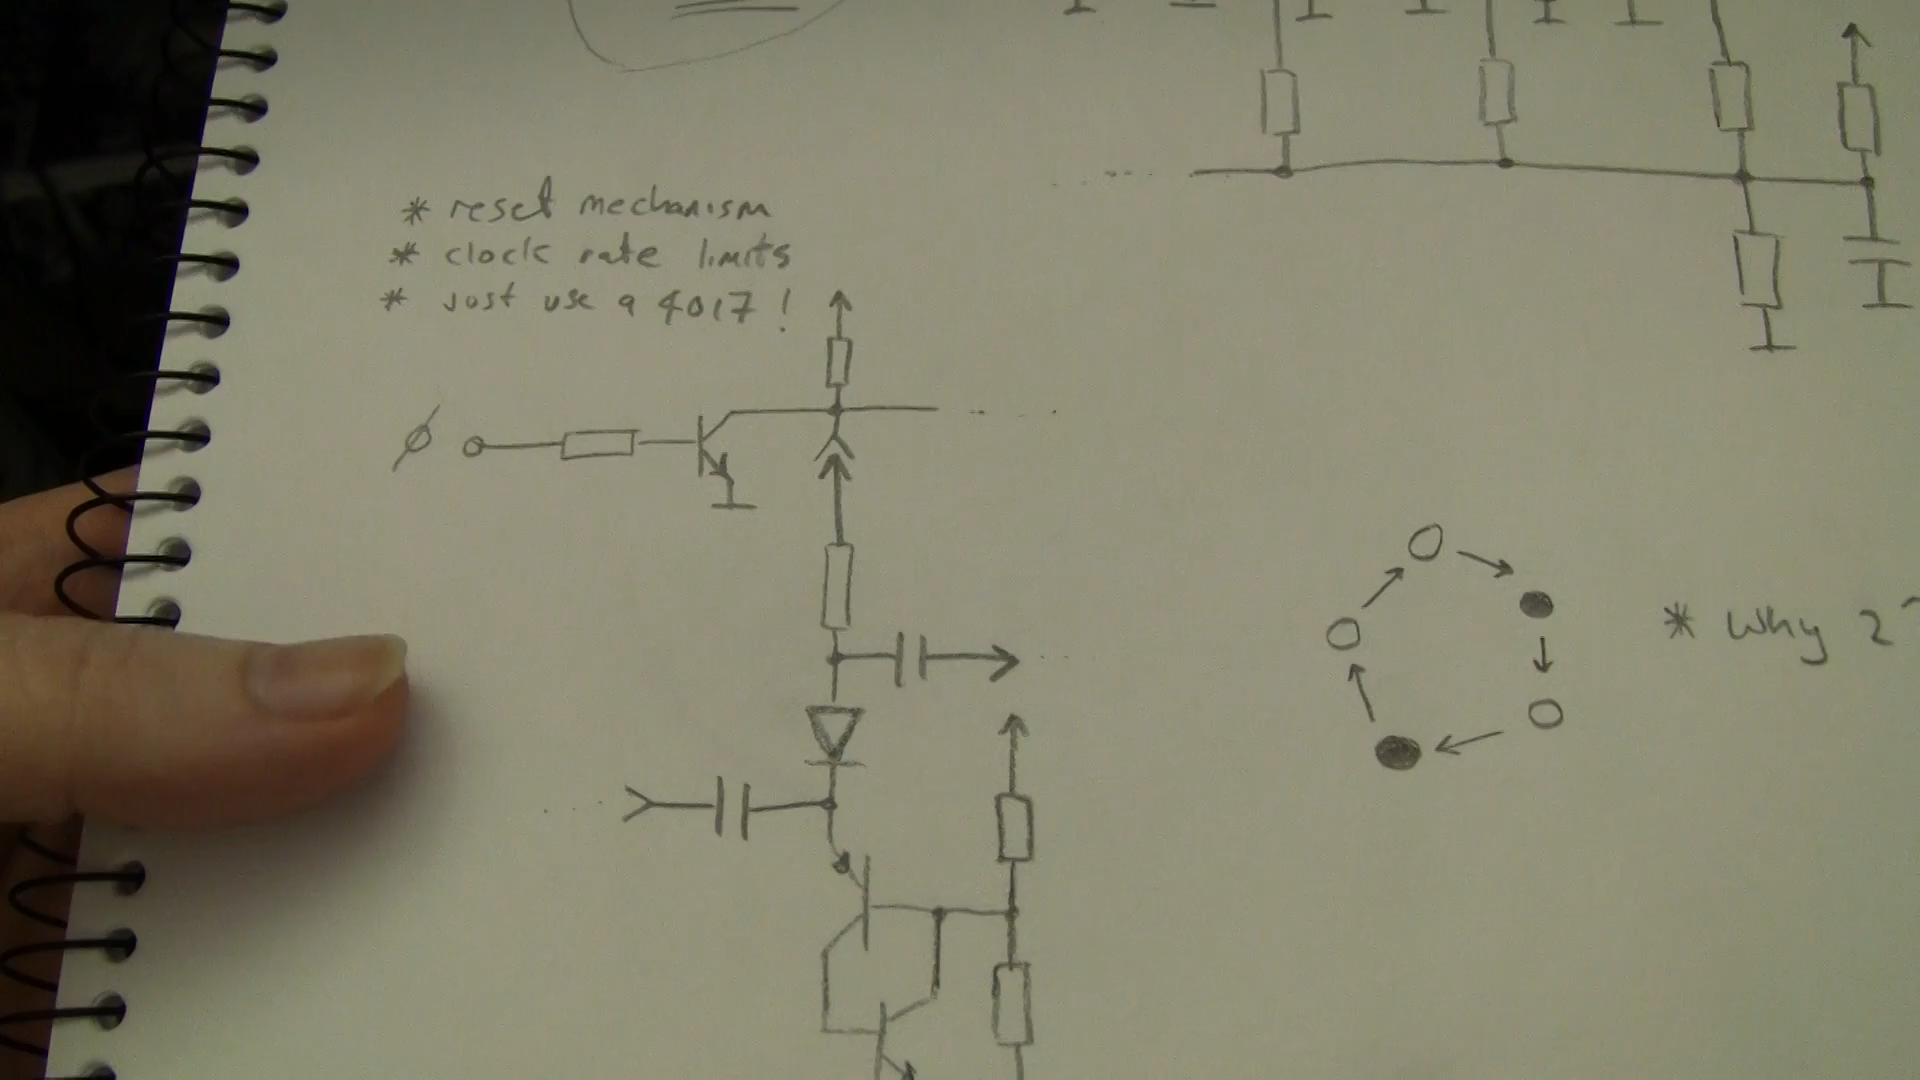 * reset mechanism
* clock rate limits
* Just use a 4017!
ϕ
* Why 2